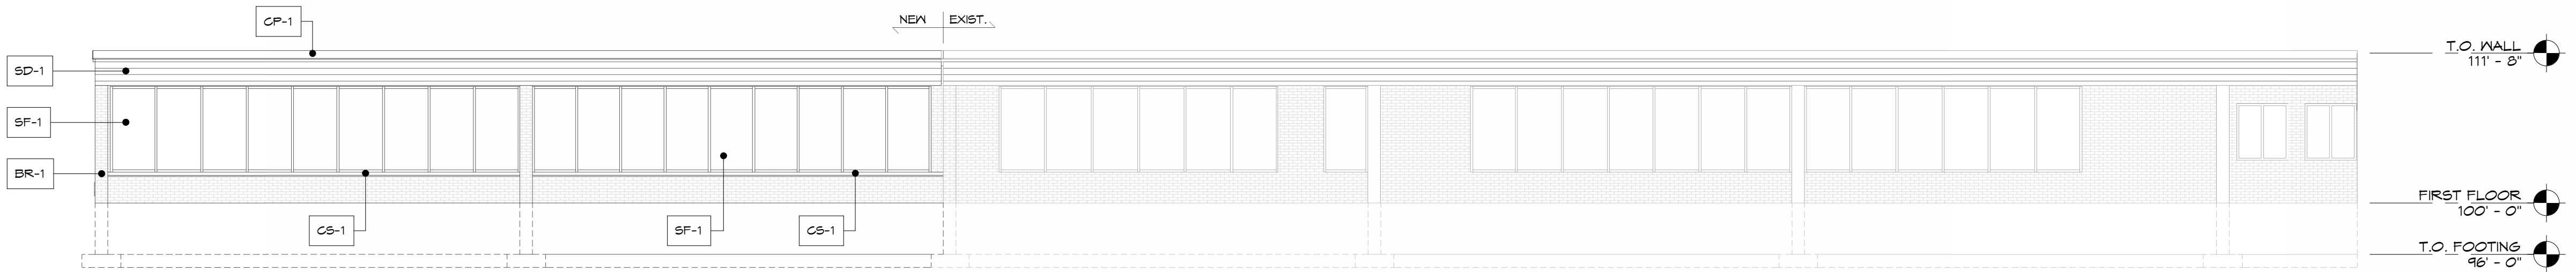 CP-1
NEW EXIST.
T.O. WALL
111' - 8"
SD-1
SF-1
BR-1
FIRST FLOOR
100' - 0"
CS-1
SF-1
CS-1
T.O. FOOTING
96' - 0"